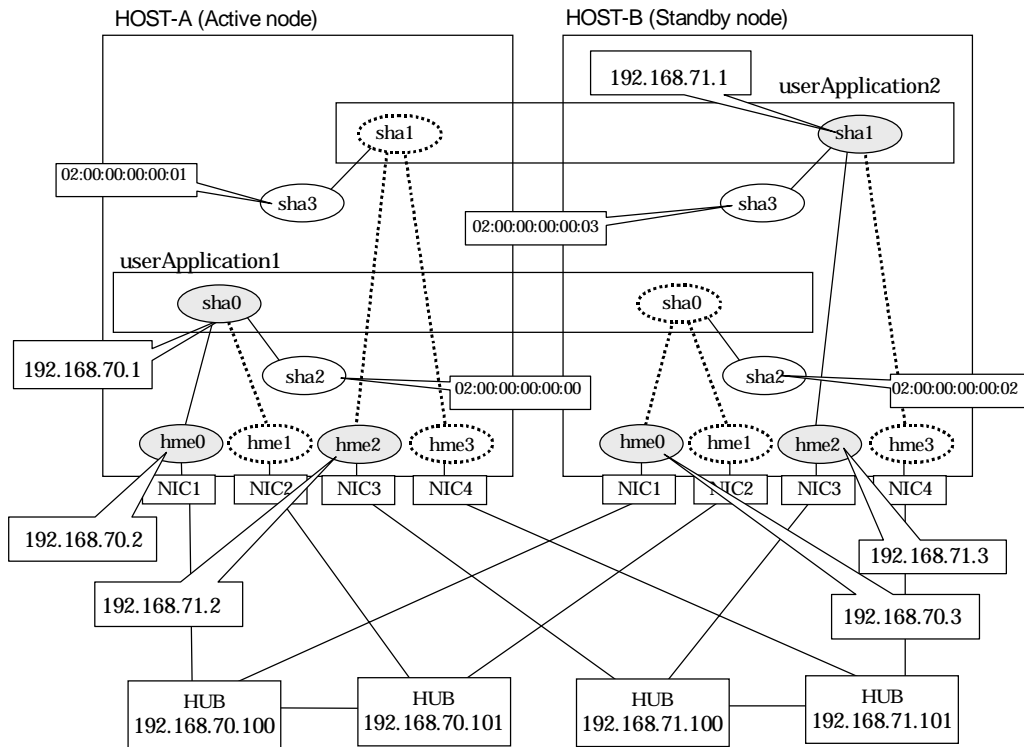 HOST-A (Active node)
HOST-B (Standby node)
192.168.71.1
userApplication2
sha1
sha1
02:00:00:00:00:01
sha3
sha3
02:00:00:00:00:03
userApplication1
sha0
sha0
192.168.70.1
sha2
02:00:00:00:00:00
sha2
02:00:00:00:00:02
hme0
hme1
hme2
hme3
hme0
hme1
hme2
hme3
NIC1
NIC2
NIC3
NIC4
NIC1
NIC2
NIC3
NIC4
192.168.70.2
192.168.71.3
192.168.71.2
192.168.70.3
HUB
192.168.70.100
HUB
192.168.70.101
HUB
192.168.71.100
HUB
192.168.71.101